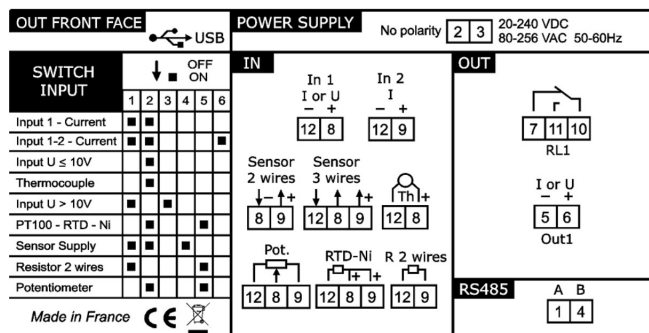 OUT FRONT FACE
USB
SWITCH INPUT
OFF
ON
1 2 3 4 5 6
Input 1 - Current
Input 1-2 - Current
Input U ≤ 10V
Thermocouple
Input U > 10V
PT100 - RTD - Ni
Sensor Supply
Resistor 2 wires
Potentiometer
Made in France CE
POWER SUPPLY
No polarity 2 3 20-240 VDC
80-256 VAC 50-60Hz
IN
In 1
I or U
- +
12 8
In 2
I
- +
12 9
Sensor
2 wires
- +
8 9
Sensor
3 wires
+
12 8 9
Th +
12 8
Pot.
12 8 9
RTD-Ni
+ +
12 8 9
R 2 wires
12 9
OUT
7 11 10
RL1
I or U
- +
5 6
Out1
RS485
A B
1 4